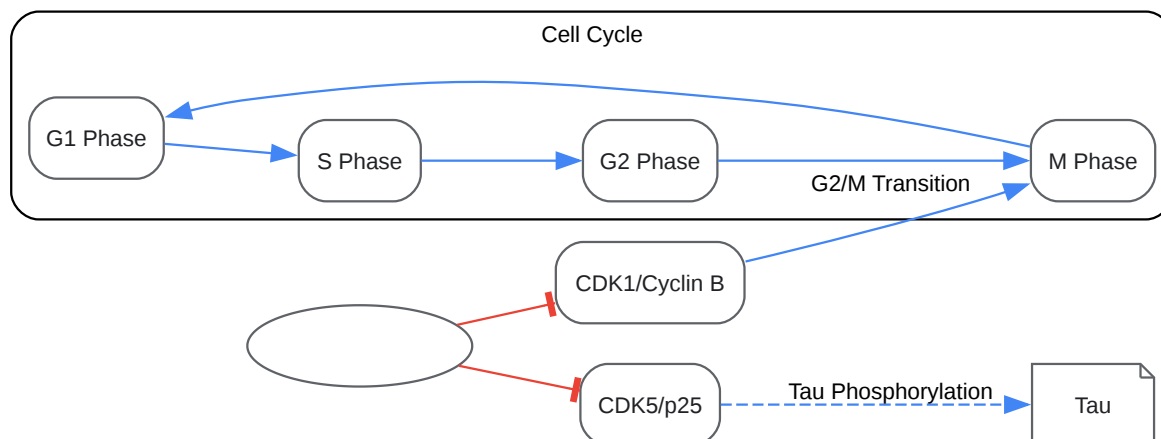 Cell Cycle
G1 Phase
S Phase
G2 Phase
M Phase
G2/M Transition
CDK1/Cyclin B
CDK5/p25
Tau Phosphorylation
Tau